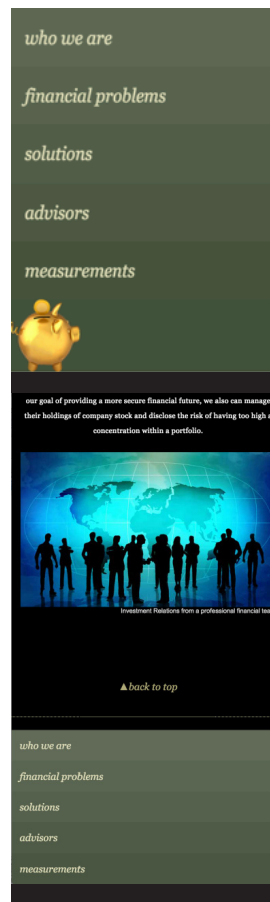 who we are
financial problems
solutions
advisors
measurements
our goal of providing a more secure financial future, we also can manage
their holdings of company stock and disclose the risk of having too high a
concentration within a portfolio.
Investment Relations from a professional financial tea
▲back to top
who we are
financial problems
solutions
advisors
measurements